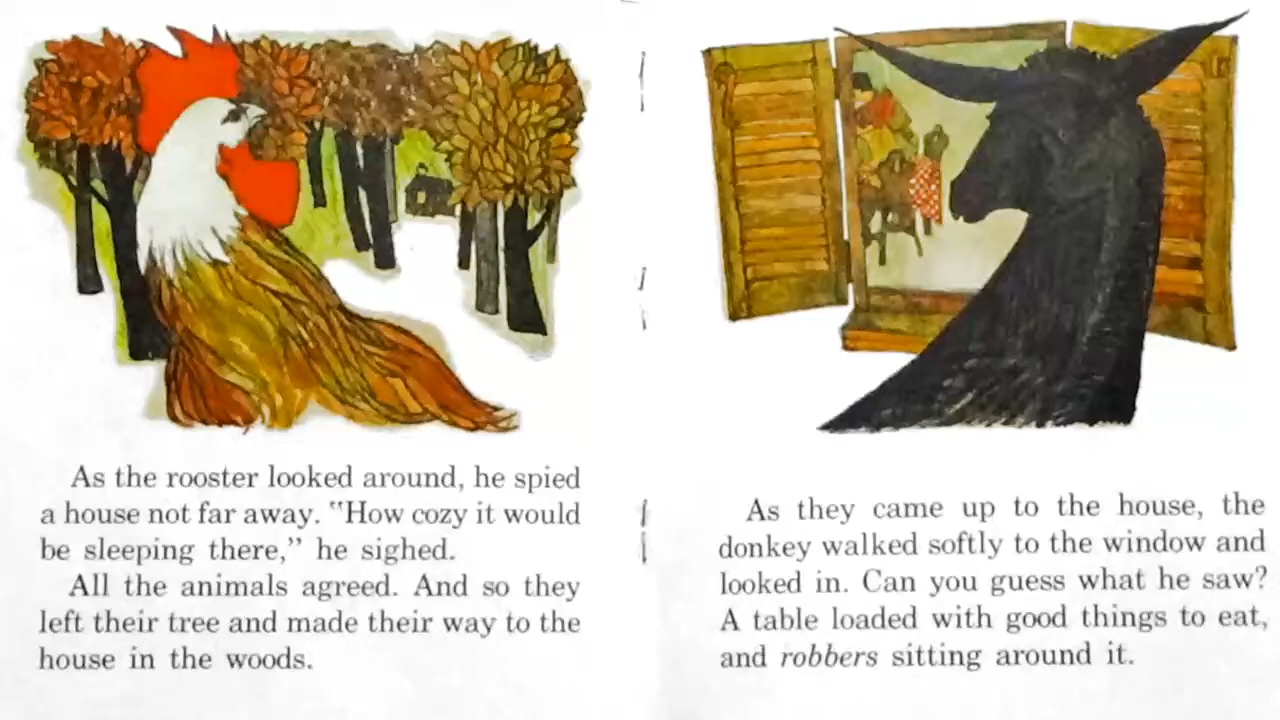 As the rooster looked around, he spied
a house not far away. "How cozy it would
be sleeping there," he sighed.
All the animals agreed. And so they
left their tree and made their way to the
house in the woods.
As they came up to the house, the
donkey walked softly to the window and
looked in. Can you guess what he saw?
A table loaded with good things to eat,
and robbers sitting around it.